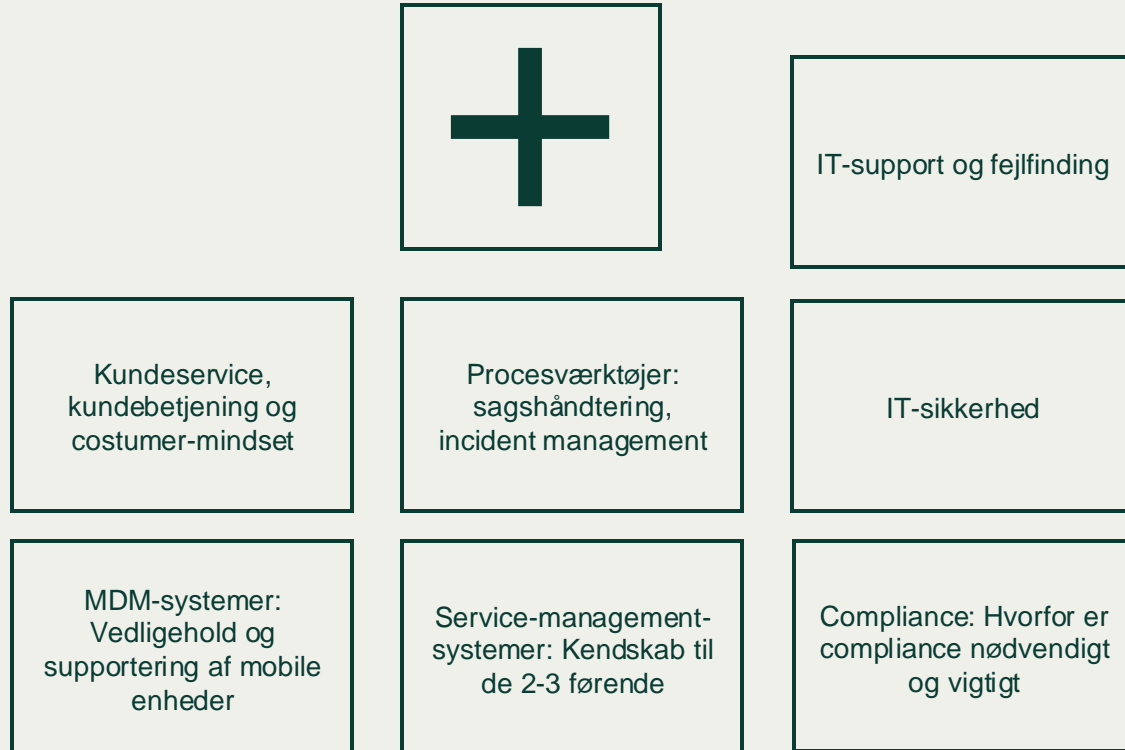 IT-support og fejlfinding
Kundeservice,
kundebetjening og
costumer-mindset
Procesværktøjer:
sagshåndtering,
incident management
IT-sikkerhed
MDM-systemer:
Vedligehold og
supportering af mobile
enheder
Service-management-
systemer: Kendskab til
de 2-3 førende
Compliance: Hvorfor er
compliance nødvendigt
og vigtigt